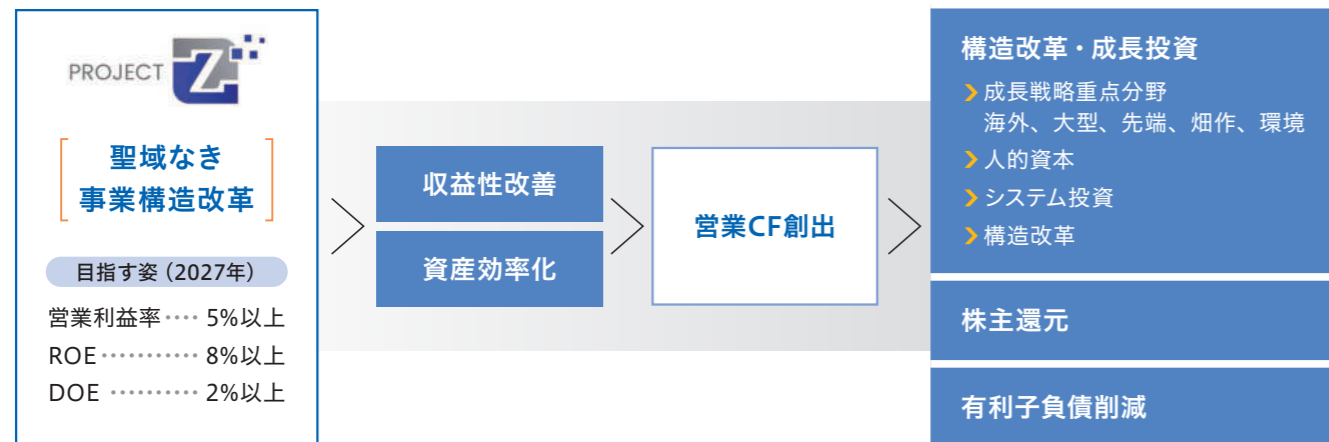 PROJECT Z
聖域なき
事業構造改革
目指す姿（2027年）
営業利益率････ 5%以上
ROE･･･････････ 8%以上
DOE ･･････････ 2%以上
収益性改善
資産効率化
営業CF創出
構造改革・成長投資
成長戦略重点分野
海外、大型、先端、畑作、環境
人的資本
システム投資
構造改革
株主還元
有利子負債削減